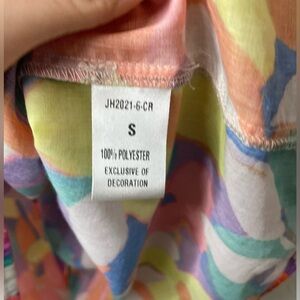 JH2021-6-CR
S
100% POLYESTER
EXCLUSIVE OF
DECORATION